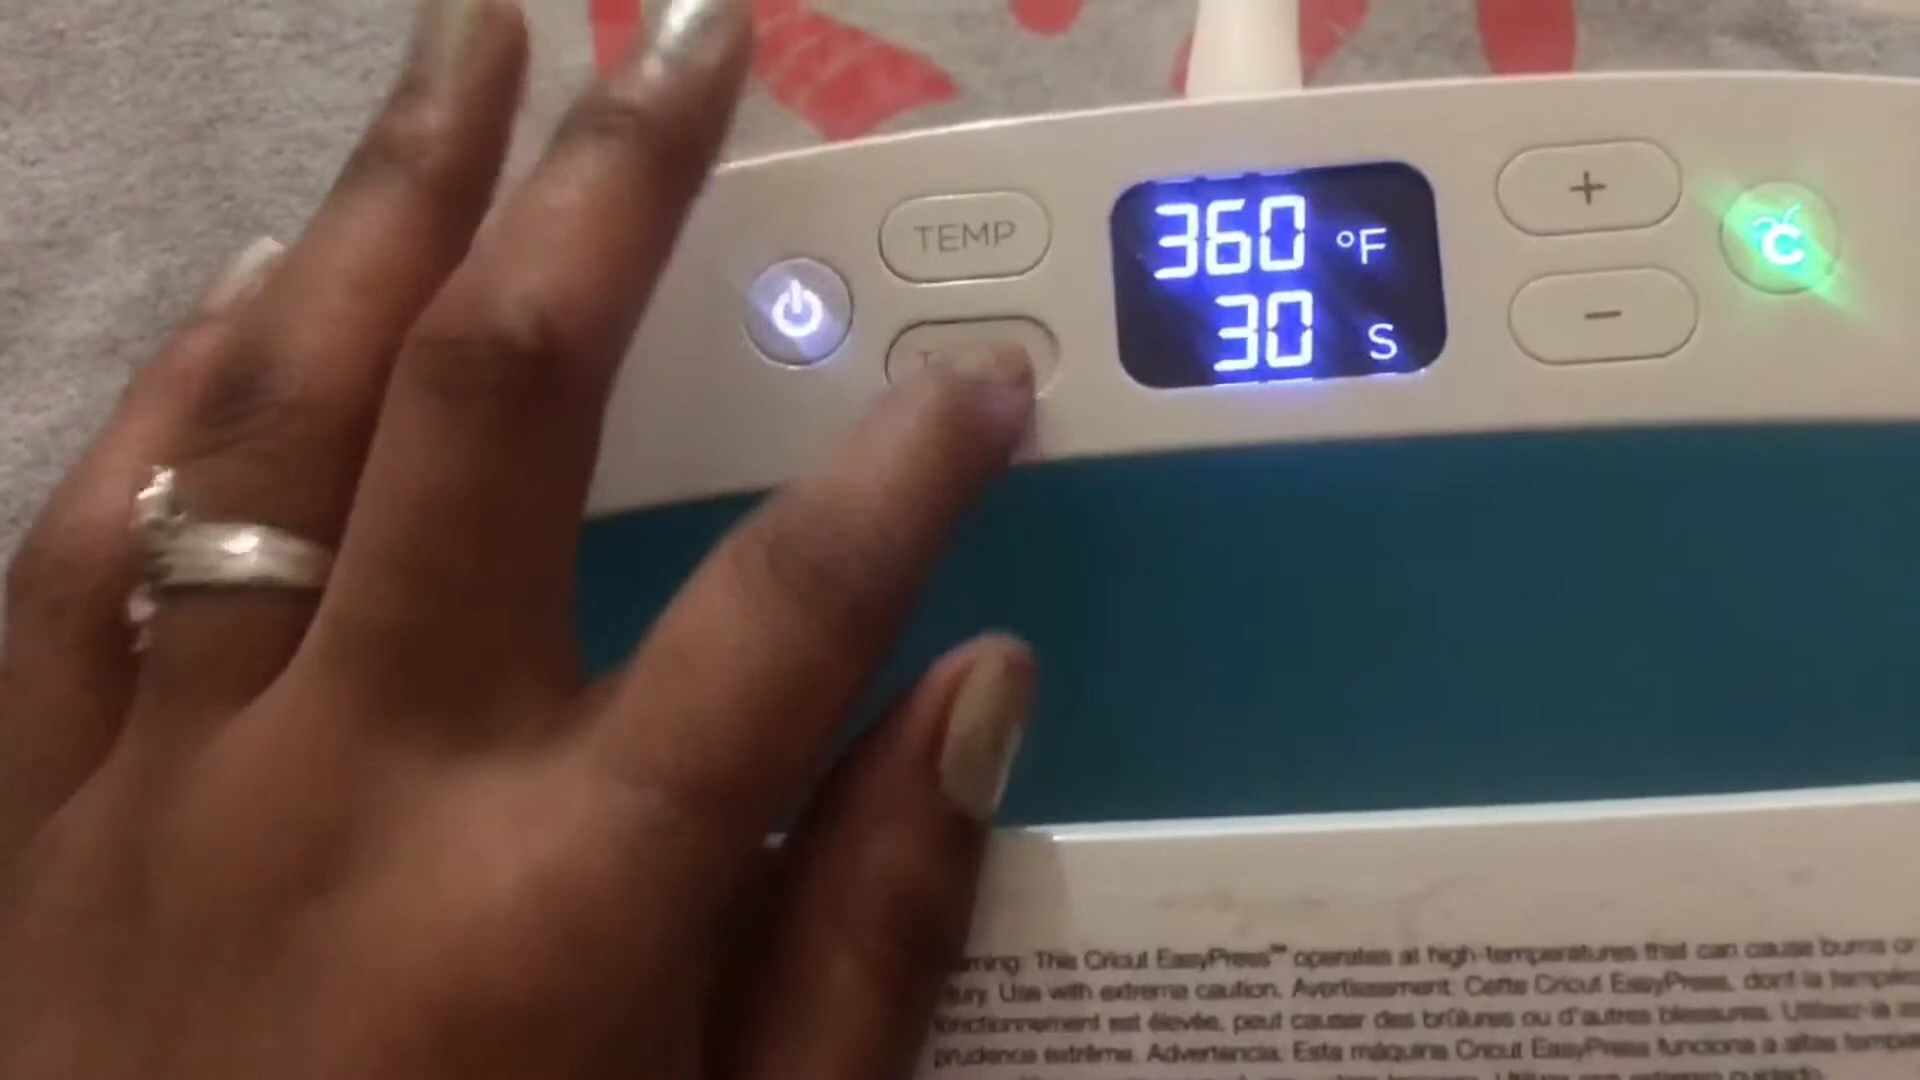 TEMP
360 °F
30 S
+
-
This Cricut EasyPress™ operates at high-temperatures that can cause burns or
Use with extreme caution. Avertissement: Cette Cricut EasyPress, dont la
fonctionnement est élevée, peut causer des brûlures ou d'autres blessures. Utilisez-la
prudence extrême. Advertencia: Esta máquina Cricut EasyPress funciona a altas